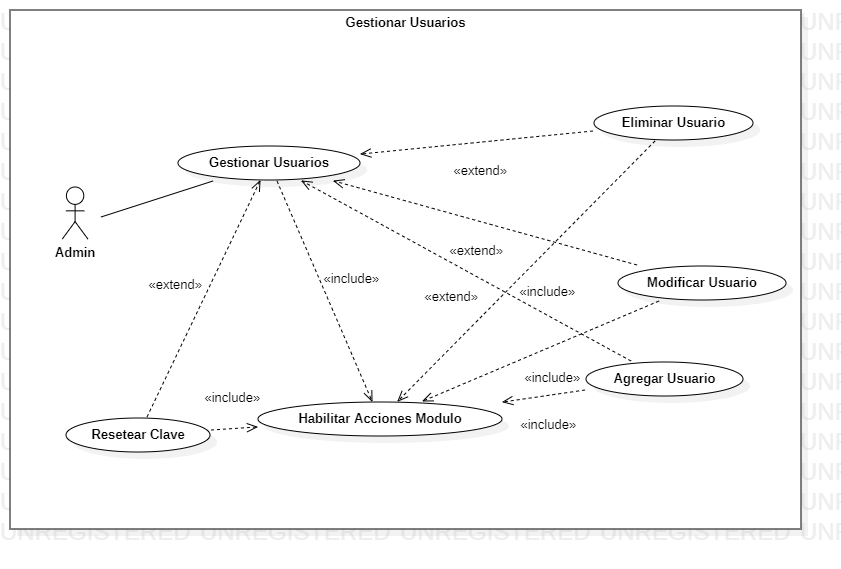 Gestionar Usuarios
Eliminar Usuario
Gestionar Usuarios
«extend»
Admin
«extend»
«extend»
«include»
Modificar Usuario
«extend»
«include»
Agregar Usuario
«include»
«include»
Habilitar Acciones Modulo
«include»
Resetear Clave
UNREGISTERED UNREGISTERED UNREGISTERED UNREGISTERED